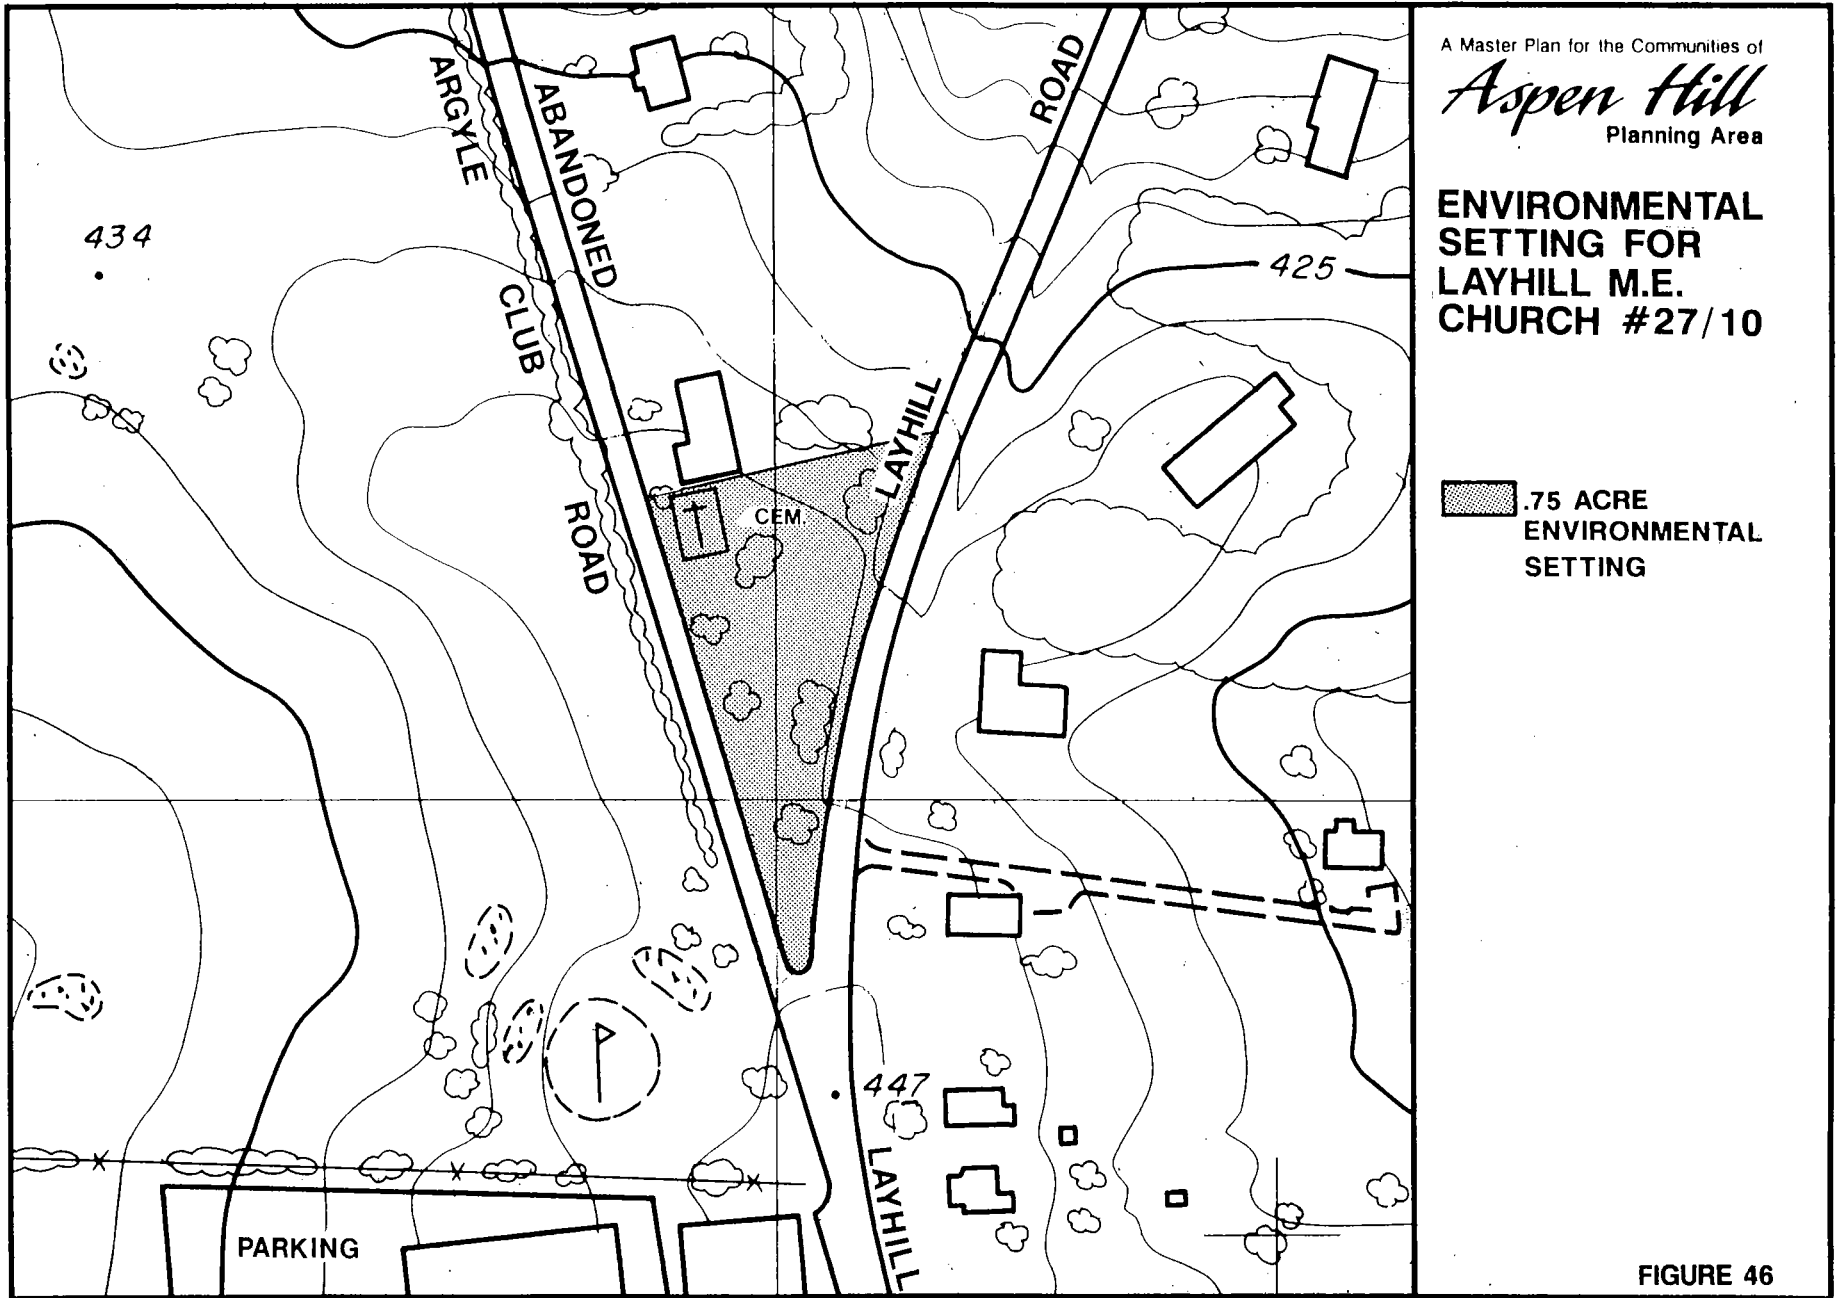 A Master Plan for the Communities of
Aspen Hill
Planning Area
ENVIRONMENTAL
SETTING FOR
LAYHILL M.E.
CHURCH #27/10
.75 ACRE
ENVIRONMENTAL
SETTING
FIGURE 46
ARGYLE
CLUB
ROAD
ABANDONED
LAYHILL
ROAD
434
425
CEM.
447
LAYHILL
PARKING